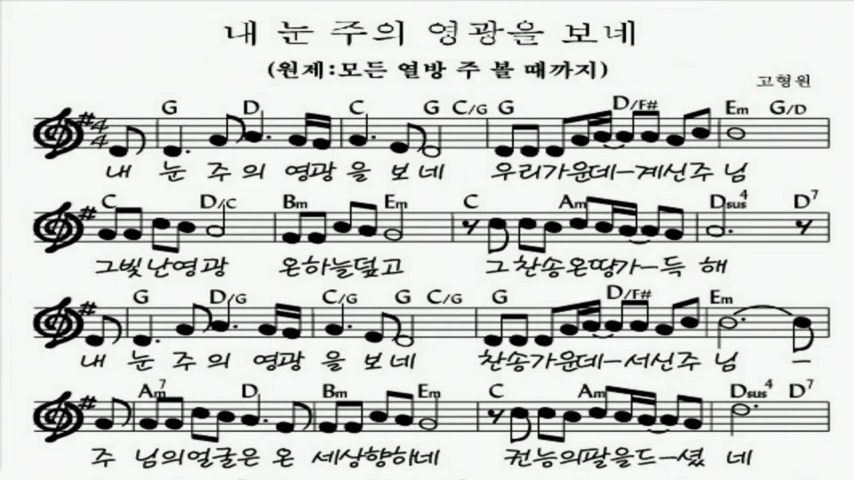 내 눈 주의 영광을 보네
(원제:모든 열방 주 볼 때까지)
고형원
G D C G C/G G D/F# Em G/D
내 눈 주 의 영광 을 보 네 우리가운데-계신주 님
C D/C Bm Em C Am Dsus4 D7
그빛난영광 온하늘덮고 그찬송온땅가-득 해
G D/G C/G G C/G G D/F# Em
내 눈 주 의 영광 을 보 네 찬송가운데-서신주 님 -
Am7 D Bm Em C Am Dsus4 D7
주 님의얼굴은 온 세상향하네 권능의팔을드-셨 네